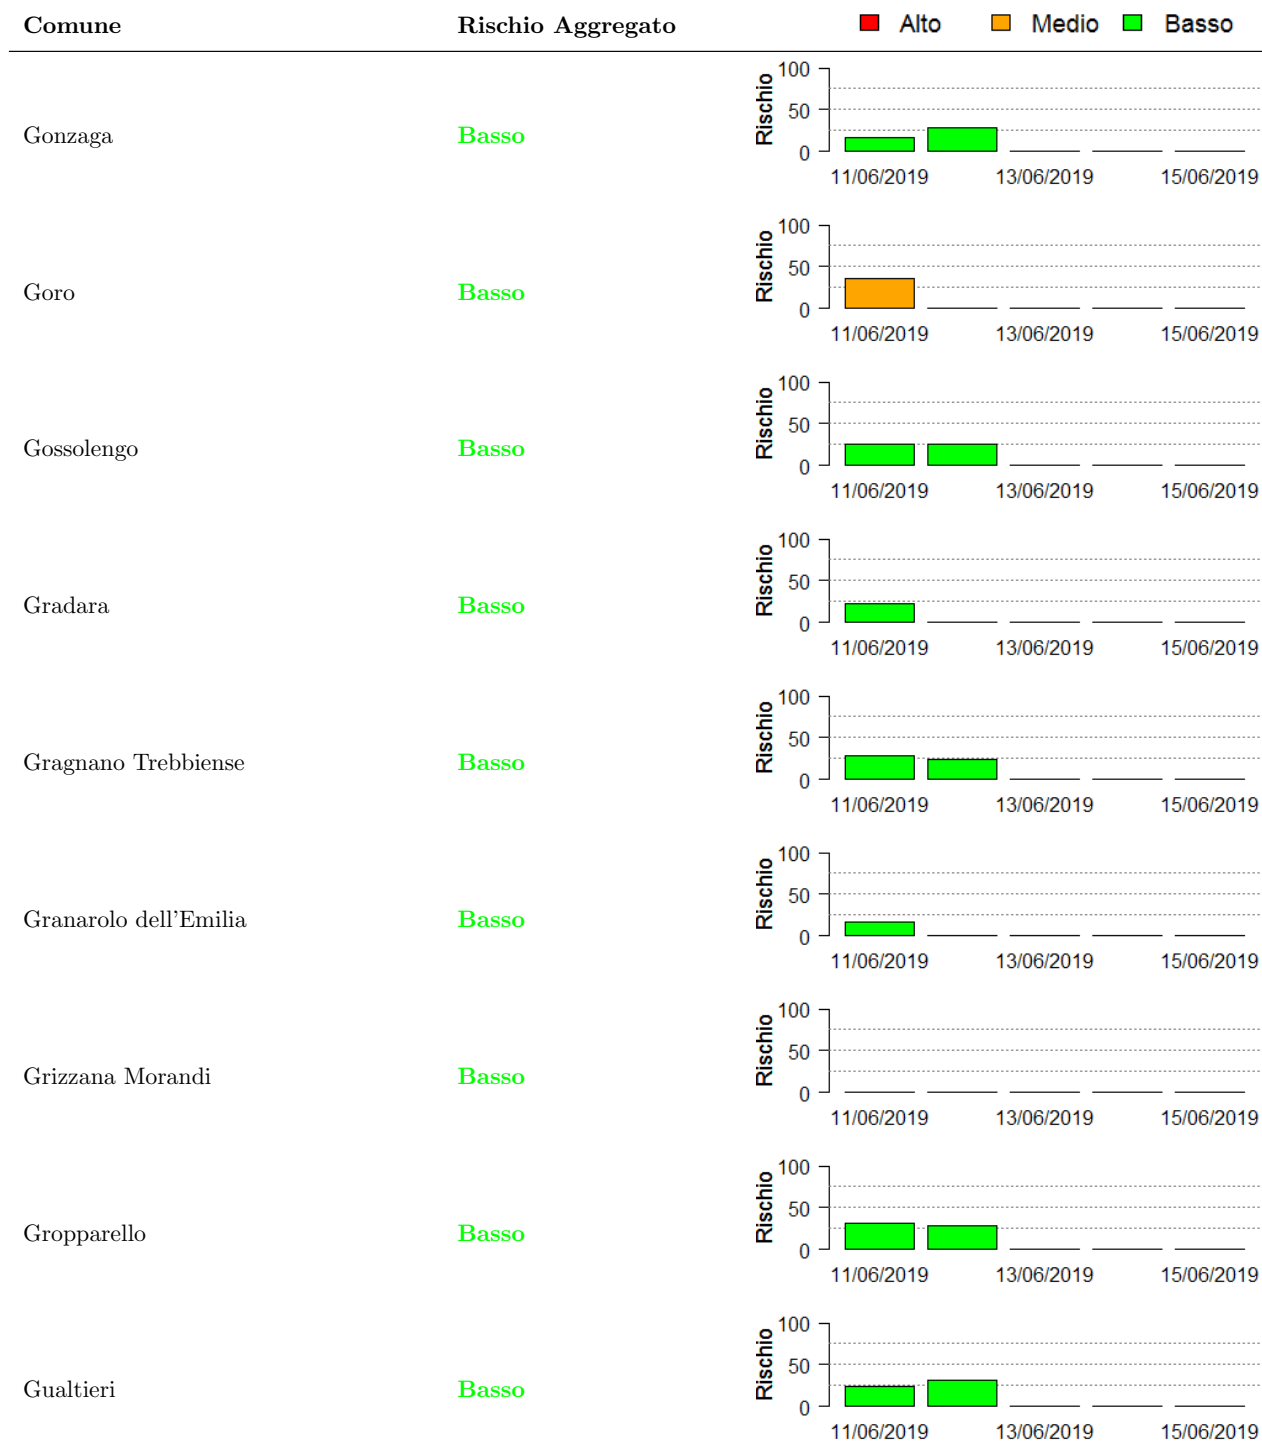 Comune Rischio Aggregato Alto Medio Basso
Gonzaga Basso Rischio 100 50 0
11/06/2019 13/06/2019 15/06/2019
Goro Basso Rischio 100 50 0
11/06/2019 13/06/2019 15/06/2019
Gossolengo Basso Rischio 100 50 0
11/06/2019 13/06/2019 15/06/2019
Gradara Basso Rischio 100 50 0
11/06/2019 13/06/2019 15/06/2019
Gragnano Trebbiense Basso Rischio 100 50 0
11/06/2019 13/06/2019 15/06/2019
Granarolo dell'Emilia Basso Rischio 100 50 0
11/06/2019 13/06/2019 15/06/2019
Grizzana Morandi Basso Rischio 100 50 0
11/06/2019 13/06/2019 15/06/2019
Gropparello Basso Rischio 100 50 0
11/06/2019 13/06/2019 15/06/2019
Gualtieri Basso Rischio 100 50 0
11/06/2019 13/06/2019 15/06/2019